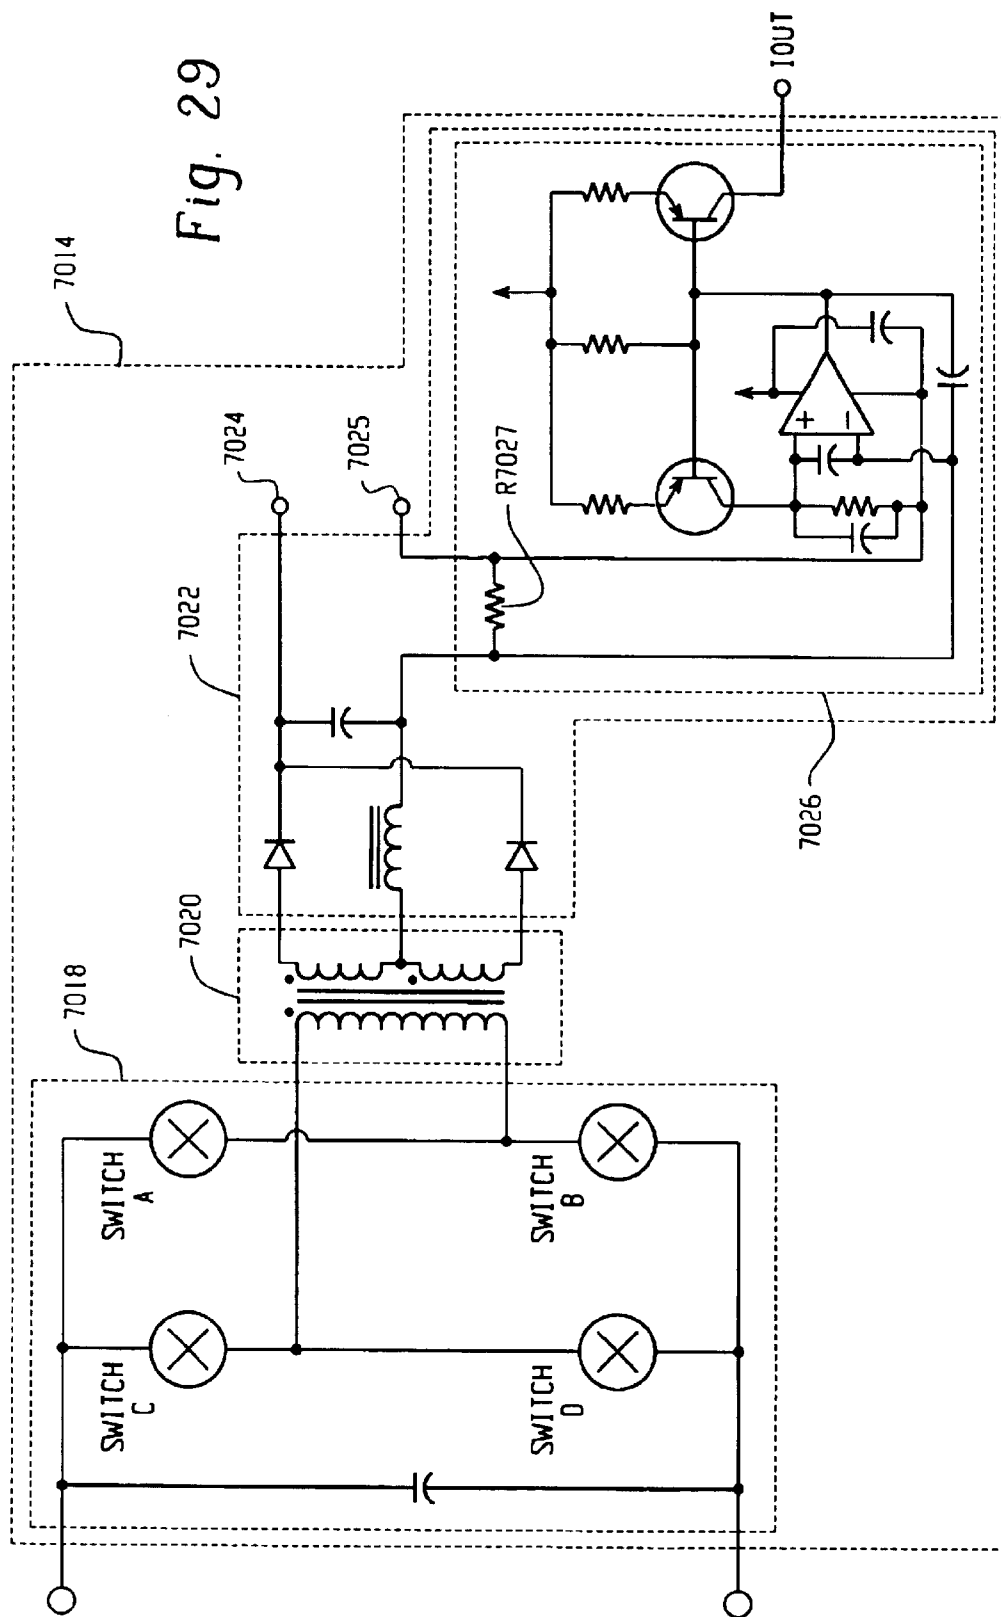 Fig. 29
7014
7018
7020
7022
7024
7025
R7027
7026
IOUT
SWITCH
C
SWITCH
A
SWITCH
D
SWITCH
B
+
−